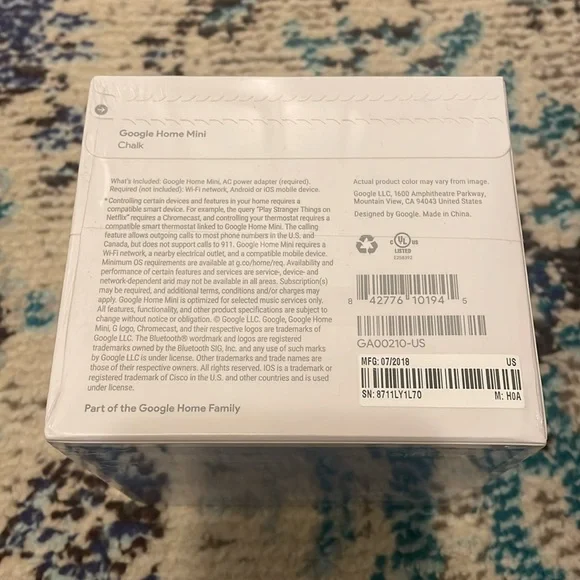 Google Home Mini
Chalk
What's Included: Google Home Mini, AC power adapter (required).
Required (not included): Wi-Fi network, Android or iOS mobile device.
*Controlling certain devices and features in your home requires a
compatible smart device. For example, the query "Play Stranger Things on
Netflix" requires a Chromecast, and controlling your thermostat requires a
compatible smart thermostat linked to Google Home Mini. The calling
feature allows outgoing calls to most phone numbers in the U.S. and
Canada, but does not support calls to 911. Google Home Mini requires a
Wi-Fi network, a nearby electrical outlet, and a compatible mobile device.
Minimum OS requirements are available at g.co/home/req. Availability and
performance of certain features and services are service-, device- and
network-dependent and may not be available in all areas. Subscription(s)
may be required, and additional terms, conditions and/or charges may
apply. Google Home Mini is optimized for selected music services only.
All features, functionality, and other product specifications are subject to
change without notice or obligation. © Google LLC. Google, Google Home
Mini, G logo, Chromecast, and their respective logos are trademarks of
Google LLC. The Bluetooth® wordmark and logos are registered
trademarks owned by the Bluetooth SIG, Inc. and any use of such marks
by Google LLC is under license. Other trademarks and trade names are
those of their respective owners. All rights reserved. IOS is a trademark or
registered trademark of Cisco in the U.S. and other countries and is used
under license.
Part of the Google Home Family
Actual product color may vary from image.
Google LLC, 1600 Amphitheatre Parkway,
Mountain View, CA 94043 United States
Designed by Google. Made in China.
C UL US
LISTED
8 42776 10194 5
GA00210-US
MFG: 07/2018 US
SN: 8711LY1L70 M: H0A